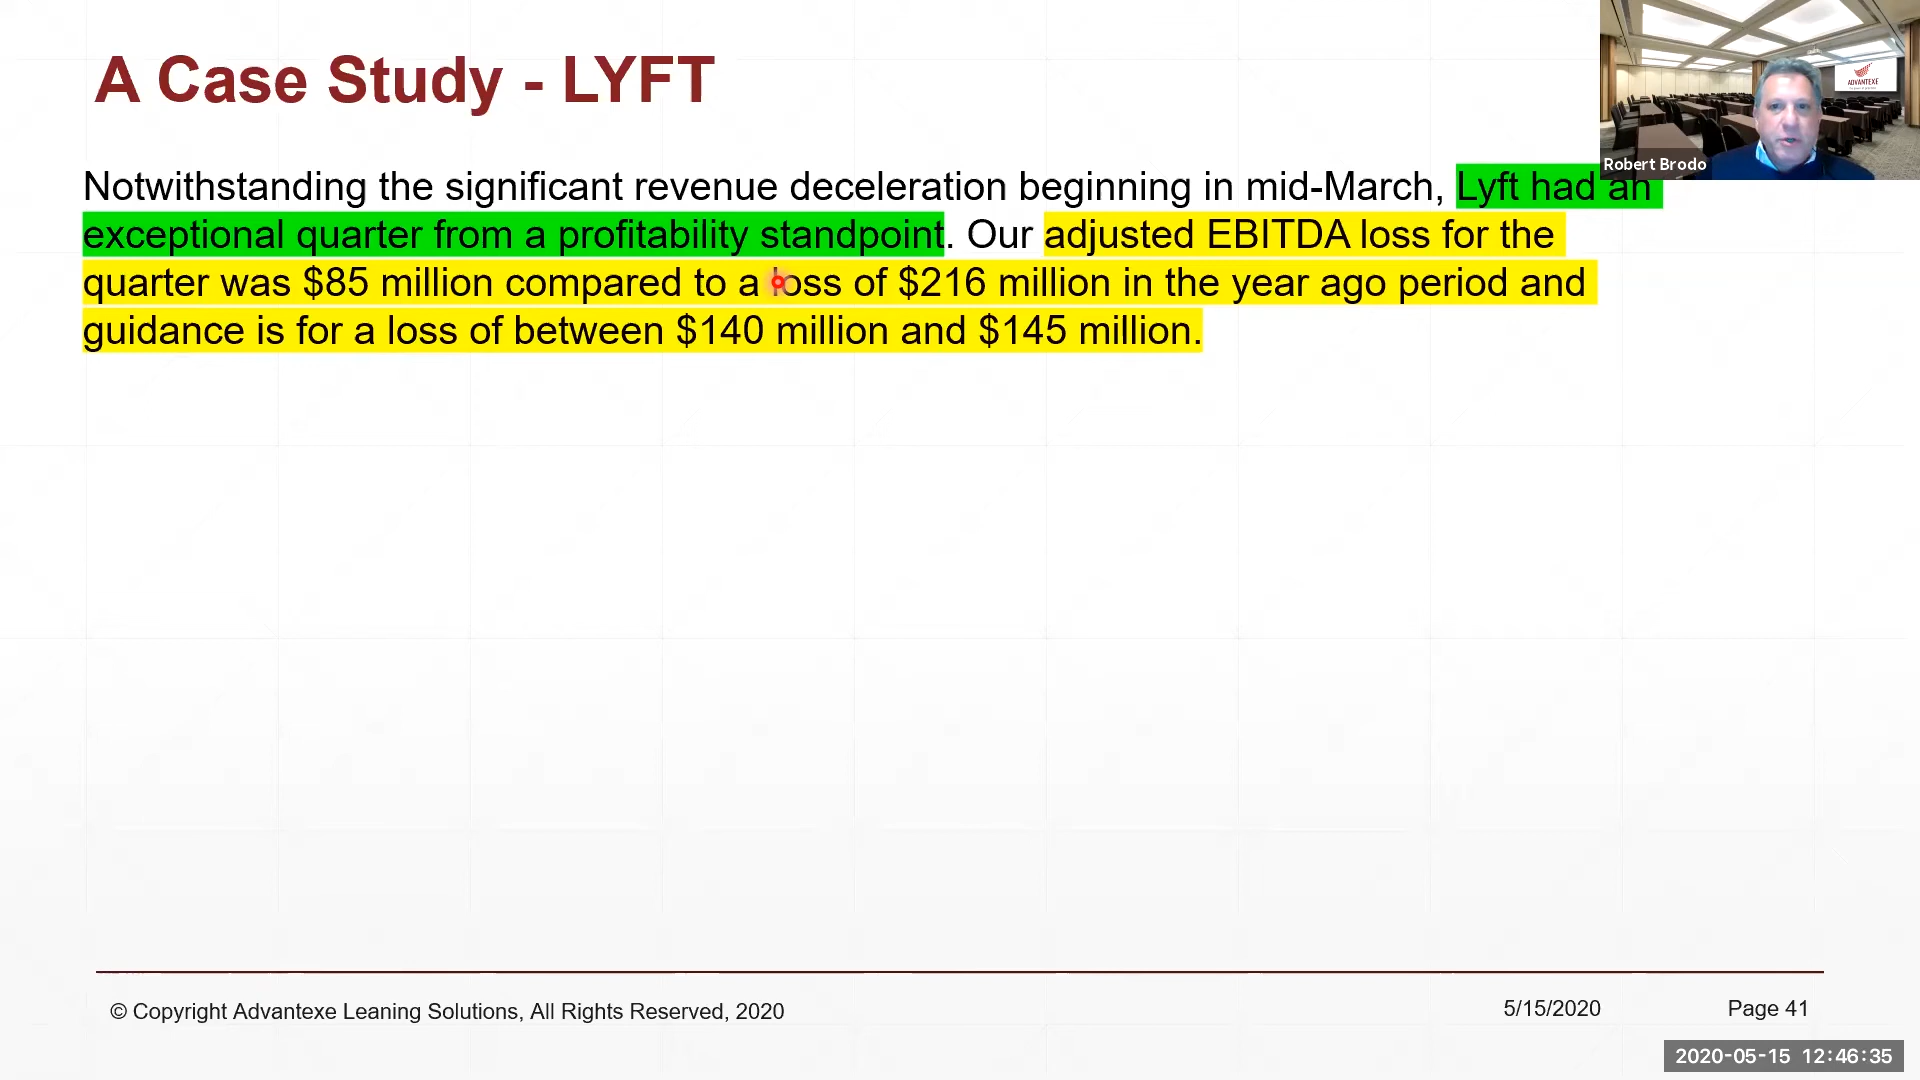 A Case Study - LYFT
ADVANTEXE
Robert Brodo
Notwithstanding the significant revenue deceleration beginning in mid-March, Lyft had an
exceptional quarter from a profitability standpoint. Our adjusted EBITDA loss for the
quarter was $85 million compared to a loss of $216 million in the year ago period and
guidance is for a loss of between $140 million and $145 million.
© Copyright Advantexe Leaning Solutions, All Rights Reserved, 2020
5/15/2020
Page 41
2020-05-15 12:46:35